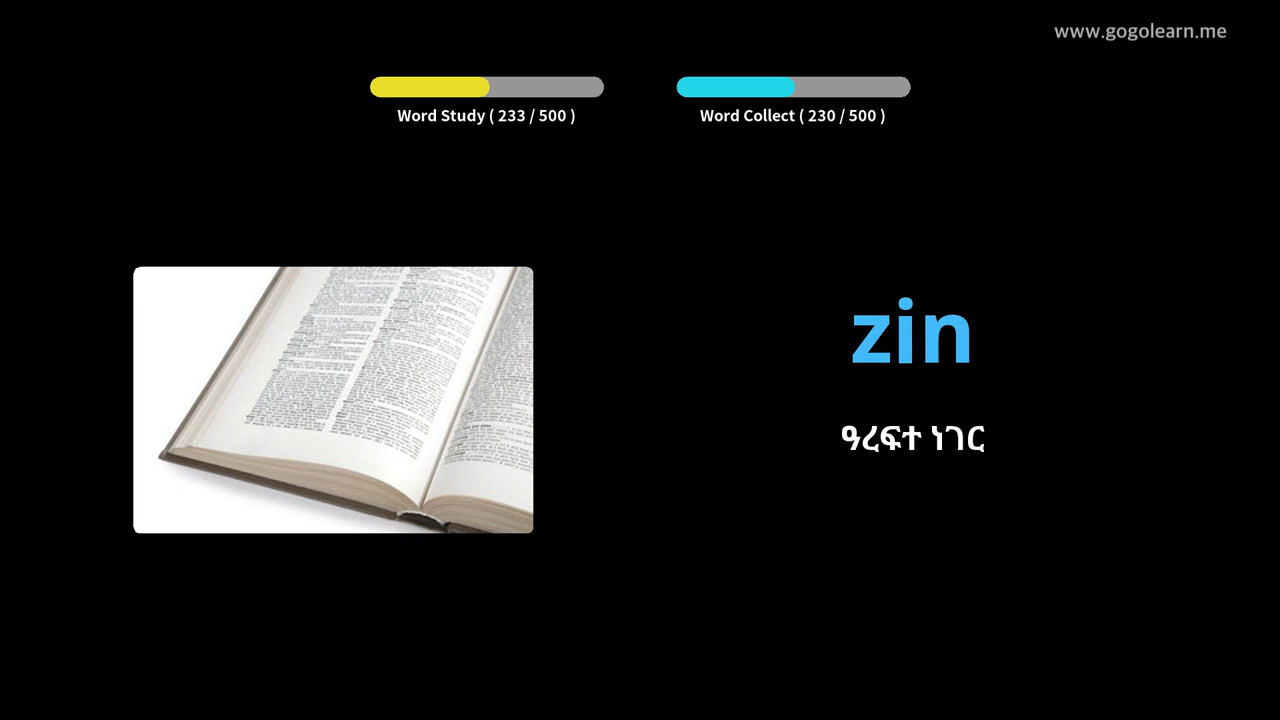 www.gogolearn.me
Word Study ( 233 / 500 )
Word Collect ( 230 / 500 )
zin
ዓረፍተ ነገር